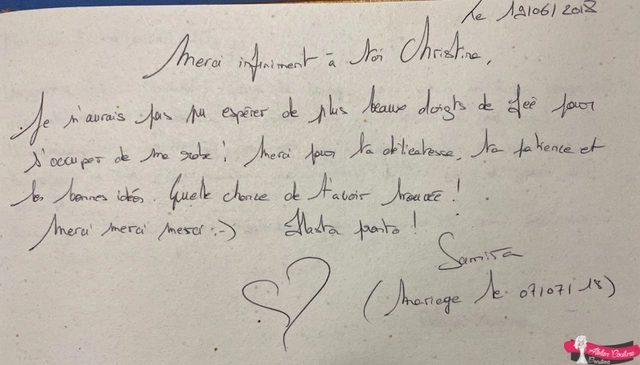 le 19/06/2018
Merci infiniment à toi Christine,
Je n'aurais pas pu espérer de plus beaux doigts de fée pour
s'occuper de ma robe ! Merci pour ta délicatesse, ta patience et
tes bonnes idées. Quelle chance de t'avoir trouvée !
Merci merci merci :-) Hasta pronto !
Samira
(Mariage le 07/07/18)
Atelier Couture